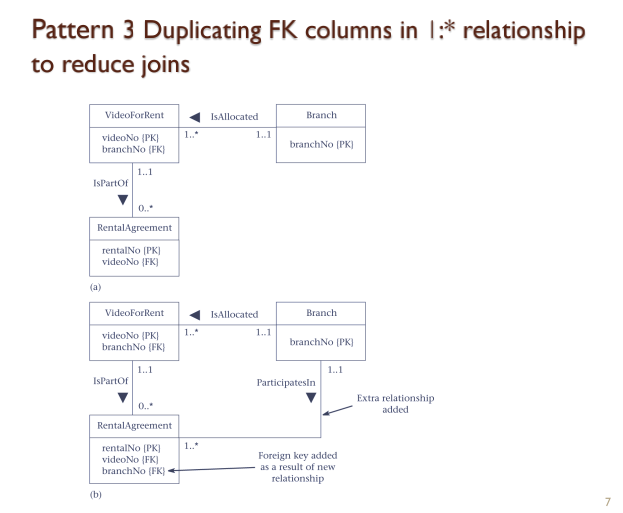 Pattern 3 Duplicating FK columns in 1:* relationship
to reduce joins
VideoForRent
videoNo {PK}
branchNo {FK}
IsAllocated
1..*
1..1
Branch
branchNo {PK}
1..1
IsPartOf
0..*
RentalAgreement
rentalNo {PK}
videoNo {FK}
(a)
VideoForRent
videoNo {PK}
branchNo {FK}
IsAllocated
1..*
1..1
Branch
branchNo {PK}
1..1
IsPartOf
0..*
1..1
ParticipatesIn
Extra relationship
added
RentalAgreement
rentalNo {PK}
videoNo {FK}
branchNo {FK}
1..*
Foreign key added
as a result of new
relationship
(b)
7